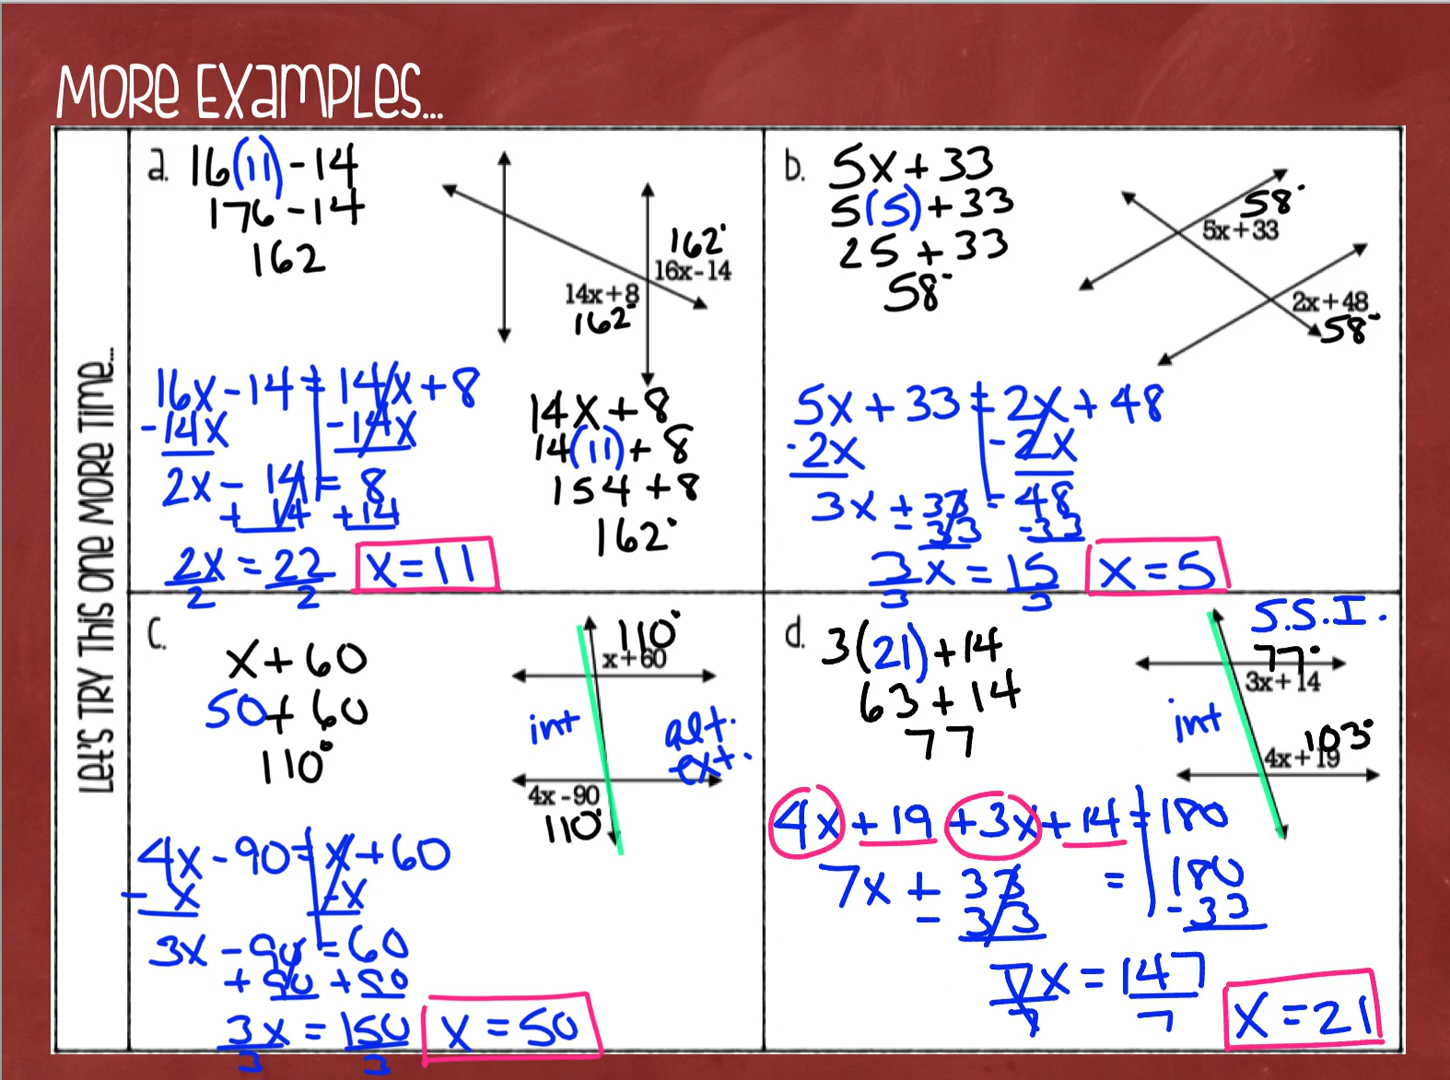 MORE EXAMPLES...
LET'S TRY THIS ONE MORE TIME...
a.
16(11)-14
176-14
162
162°
16x-14
14x+8
162°
16x-14=14x+8
-14x -14x
2x-14=8
+14 +14
2x=22
2 2
x=11
14x+8
14(11)+8
154+8
162°
b.
5x+33
5(5)+33
25+33
58°
58°
5x+33
2x+48
58°
5x+33=2x+48
-2x -2x
3x+33=48
-33 -33
3x=15
3 3
x=5
c.
x+60
50+60
110°
110°
x+60
int
alt.
ext.
4x-90
110°
4x-90=x+60
-x -x
3x-90=60
+90 +90
3x=150
3 3
x=50
d.
3(21)+14
63+14
77
S.S.I.
77°
3x+14
int
103°
4x+19
4x+19+3x+14=180
7x+33=180
-33 -33
7x=147
7 7
x=21